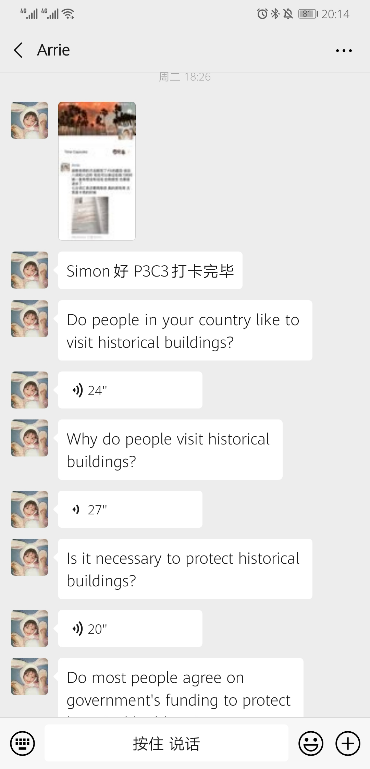 20:14
Arrie
周二 18:26
Simon 好 P3C3 打卡完毕
Do people in your country like to
visit historical buildings?
24"
Why do people visit historical
buildings?
27"
Is it necessary to protect historical
buildings?
20"
Do most people agree on
government's funding to protect
按住 说话